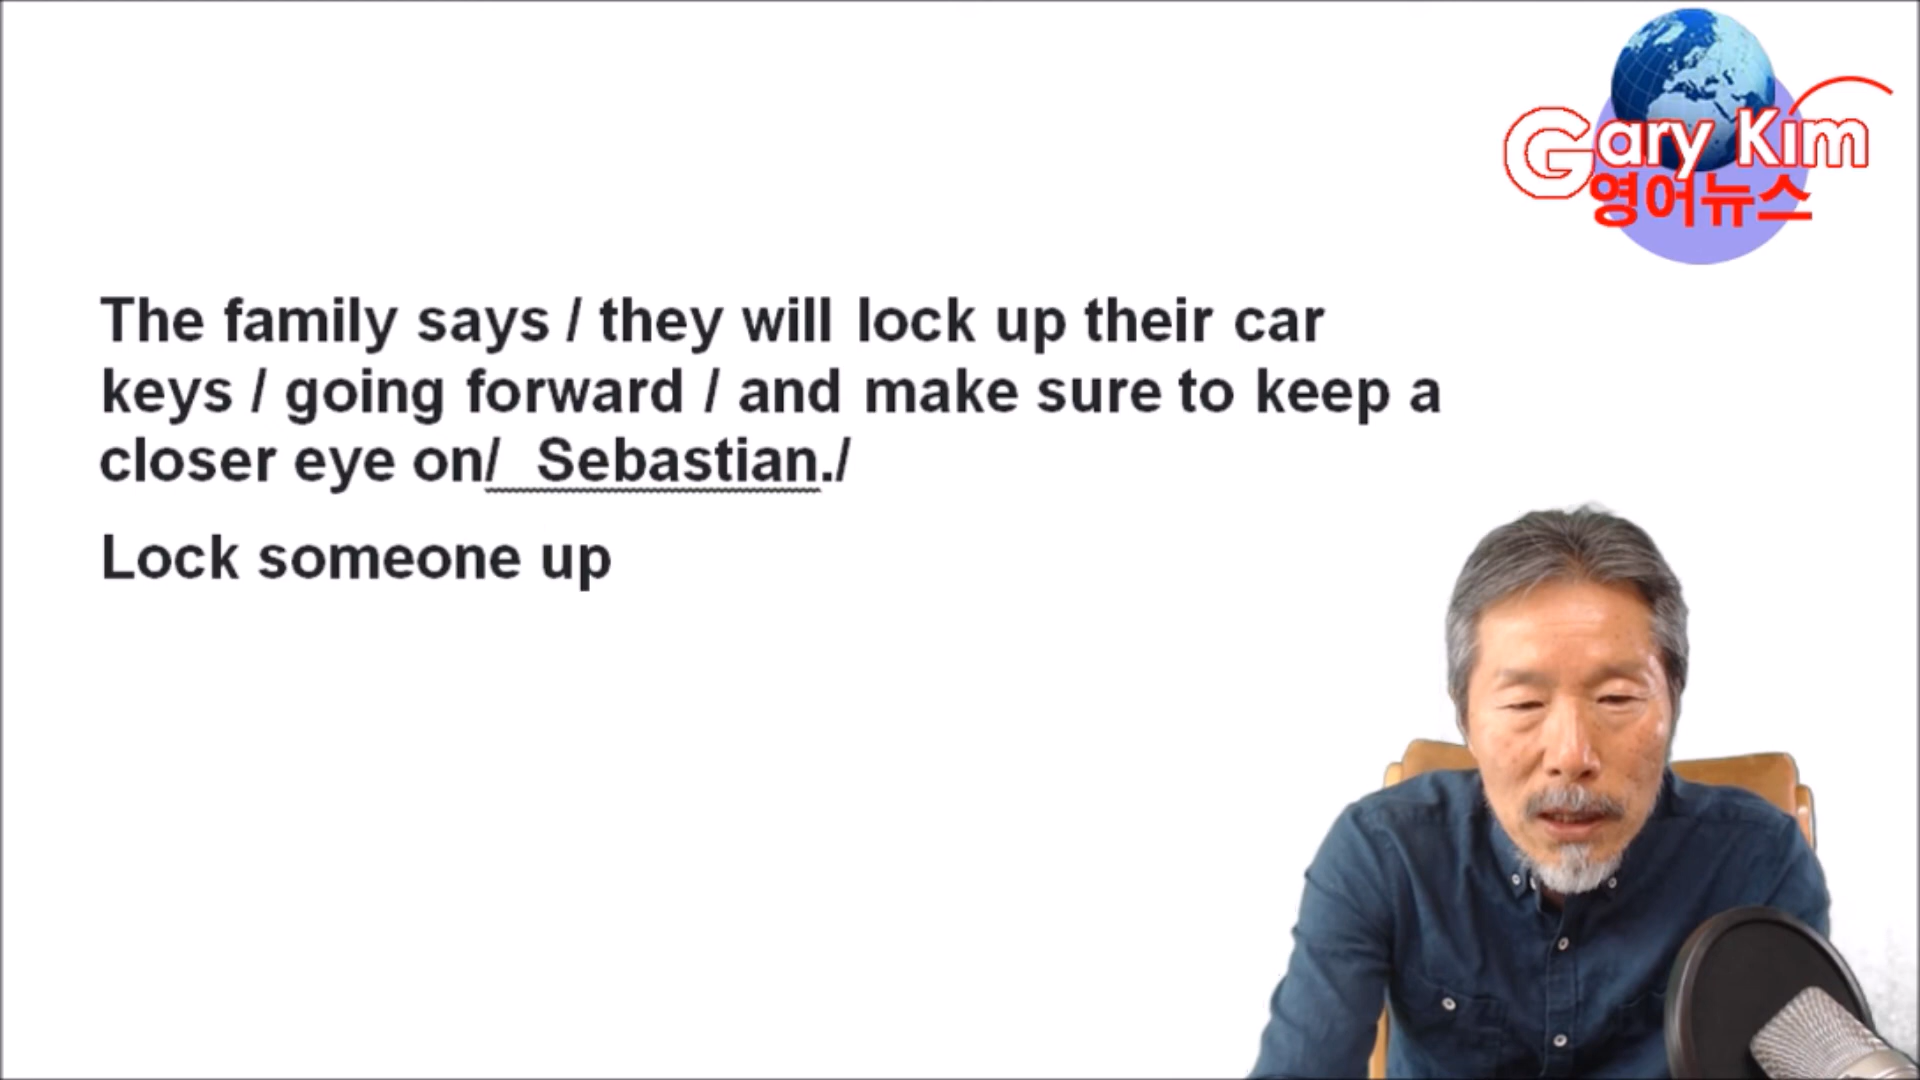 Gary Kim
영어뉴스
The family says / they will lock up their car
keys / going forward / and make sure to keep a
closer eye on/  Sebastian./
Lock someone up